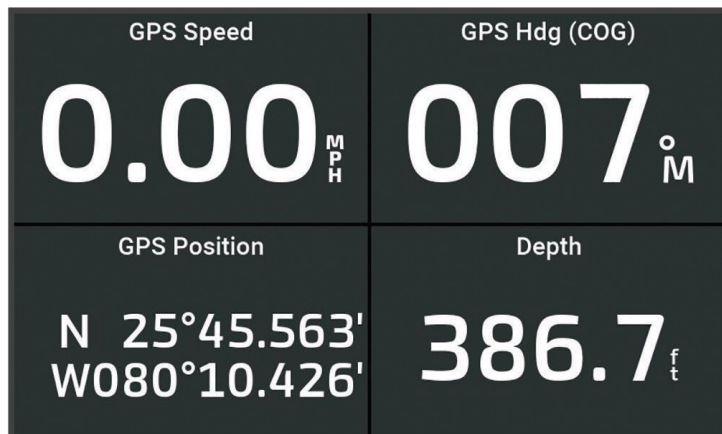 GPS Speed
0.00 MPH
GPS Hdg (COG)
007°M
GPS Position
N 25°45.563'
W080°10.426'
Depth
386.7 ft